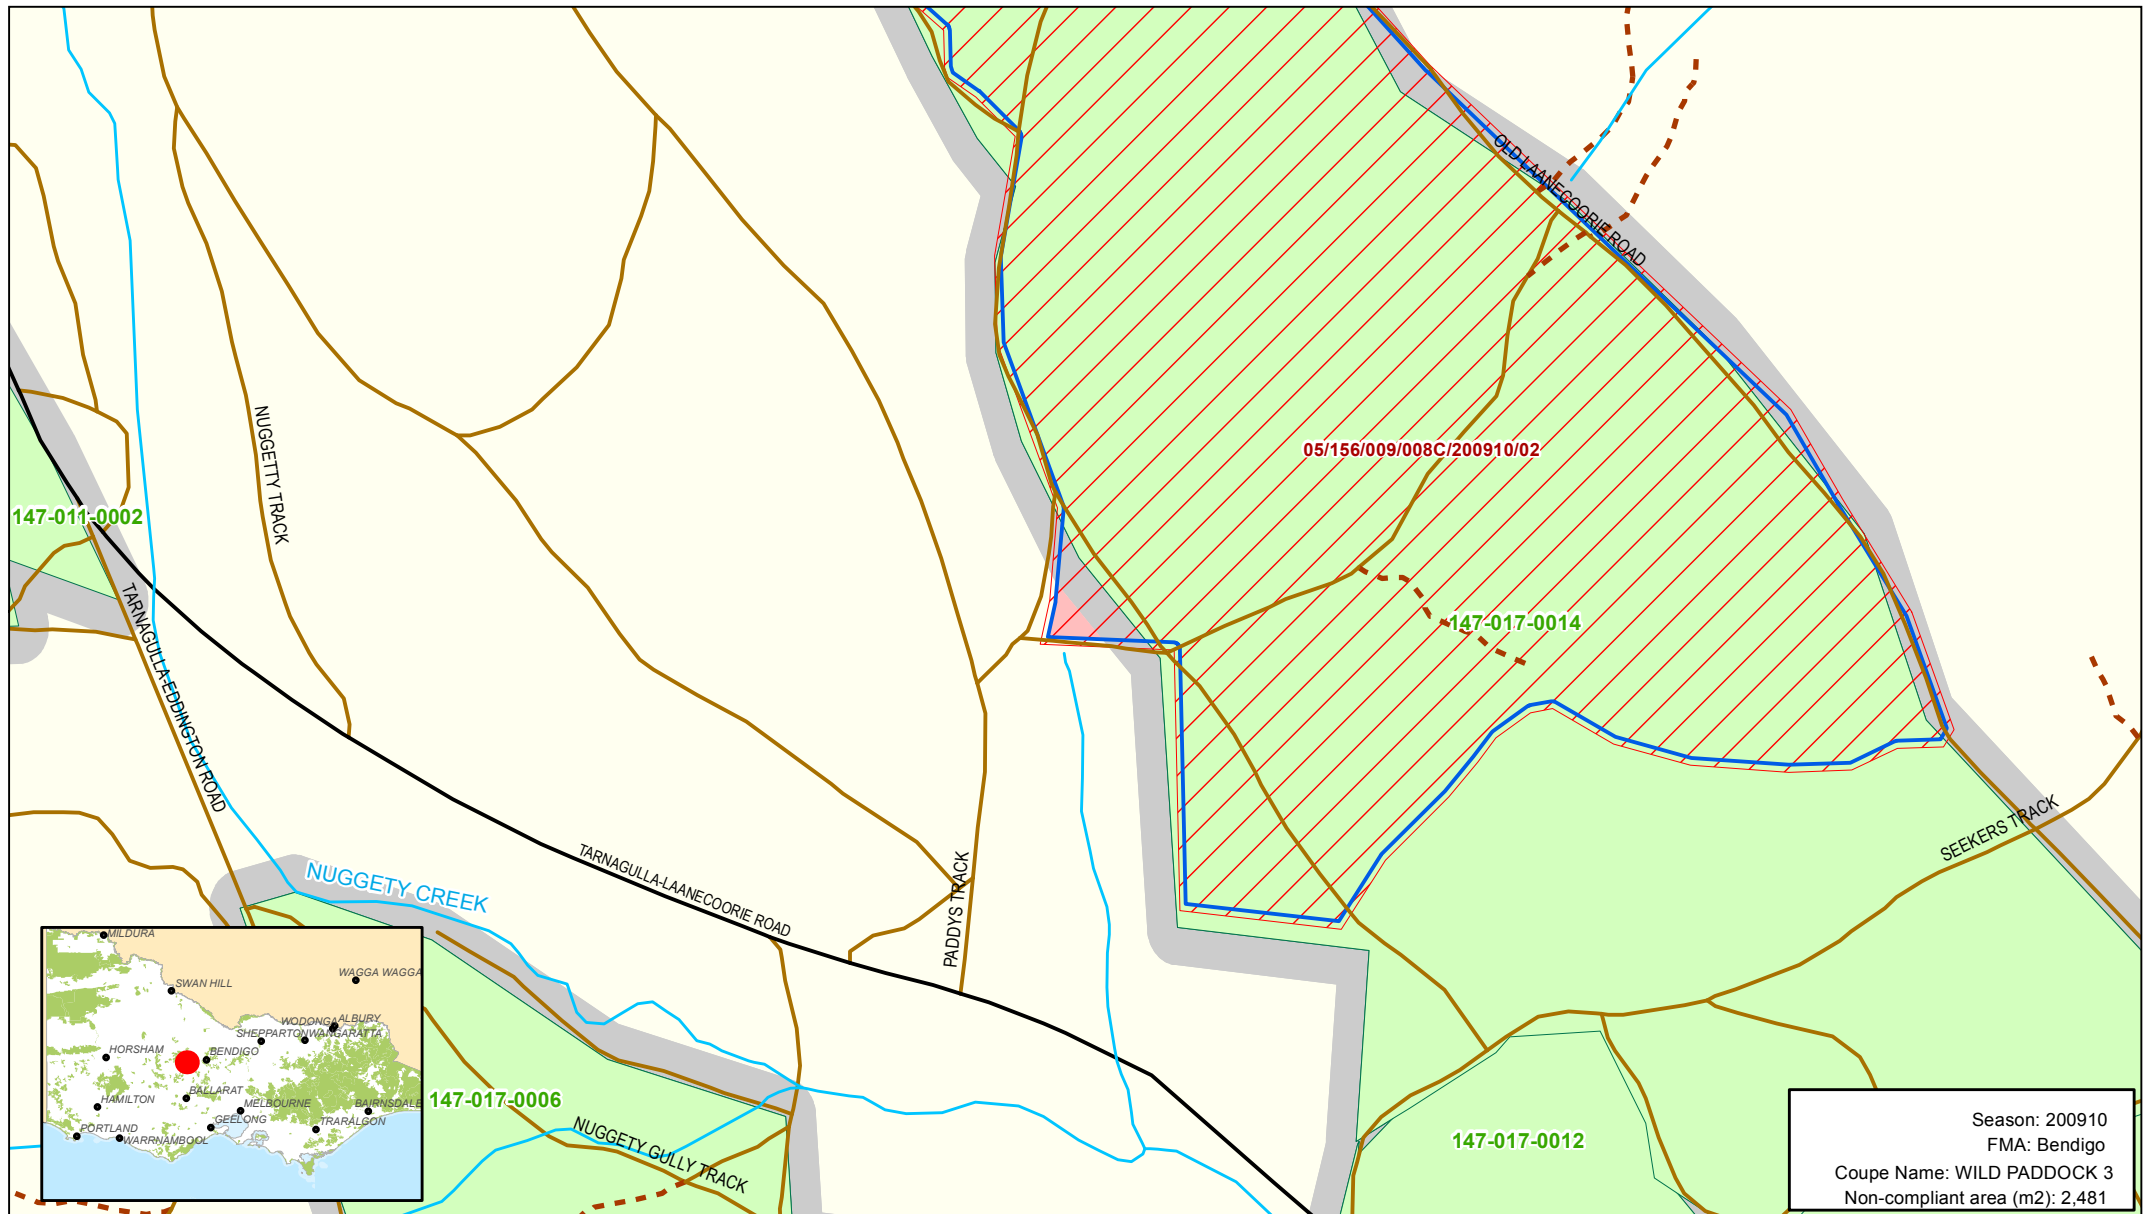 OLD LAANECOORIE ROAD
NUGGETTY TRACK
05/156/009/008C/200910/02
147-011-0002
147-017-0014
TARNAGULLA-EDDINGTON ROAD
SEEKERS TRACK
TARNAGULLA-LAANECOORIE ROAD
PADDYS TRACK
NUGGETY CREEK
147-017-0006
NUGGETY GULLY TRACK
147-017-0012
MILDURA
SWAN HILL
WAGGA WAGGA
WODONGA
ALBURY
SHEPPARTON
WANGARATTA
HORSHAM
BENDIGO
BALLARAT
HAMILTON
MELBOURNE
BAIRNSDALE
GEELONG
TRARALGON
PORTLAND
WARRNAMBOOL
Season: 200910
FMA: Bendigo
Coupe Name: WILD PADDOCK 3
Non-compliant area (m2): 2,481